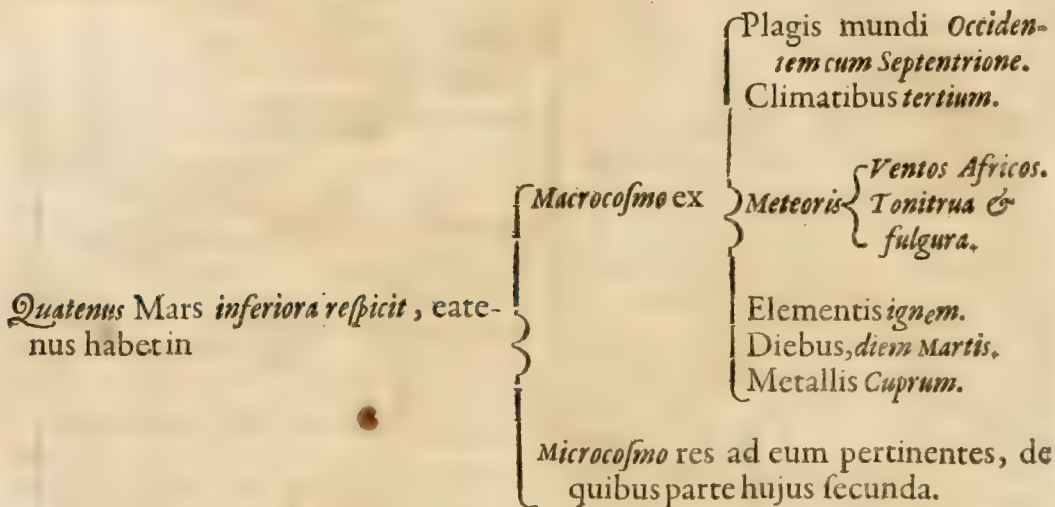 Plagis mundi Occiden-
tem cum Septentrione.
Climatibus tertium.
Macrocoſmo ex
Meteoris
Ventos Africos.
Tonitrua &
fulgura.
Quatenus Mars inferiora reſpicit, eate-
nus habet in
Elementis ignem.
Diebus, diem Martis.
Metallis Cuprum.
Microcoſmo res ad eum pertinentes, de
quibus parte hujus ſecunda.